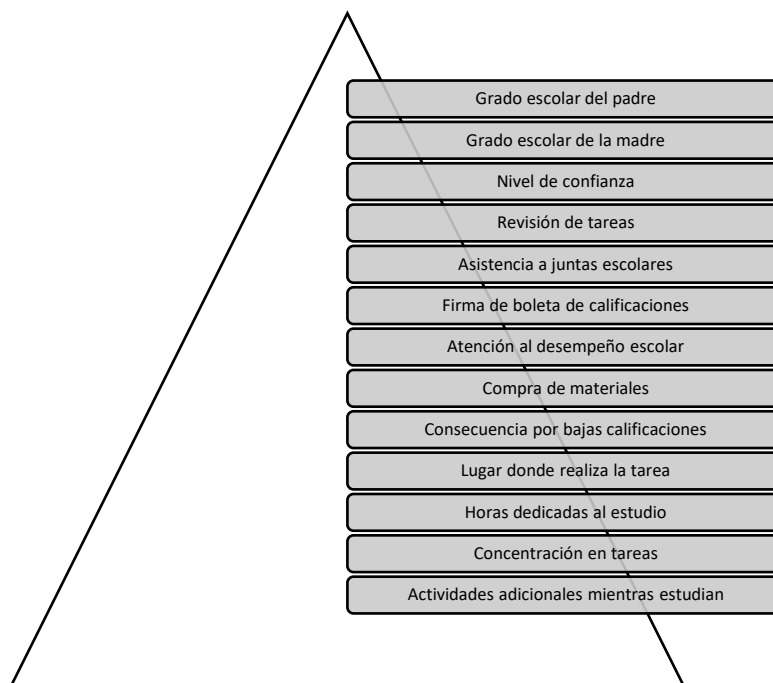 Grado escolar del padre
Grado escolar de la madre
Nivel de confianza
Revisión de tareas
Asistencia a juntas escolares
Firma de boleta de calificaciones
Atención al desempeño escolar
Compra de materiales
Consecuencia por bajas calificaciones
Lugar donde realiza la tarea
Horas dedicadas al estudio
Concentración en tareas
Actividades adicionales mientras estudian